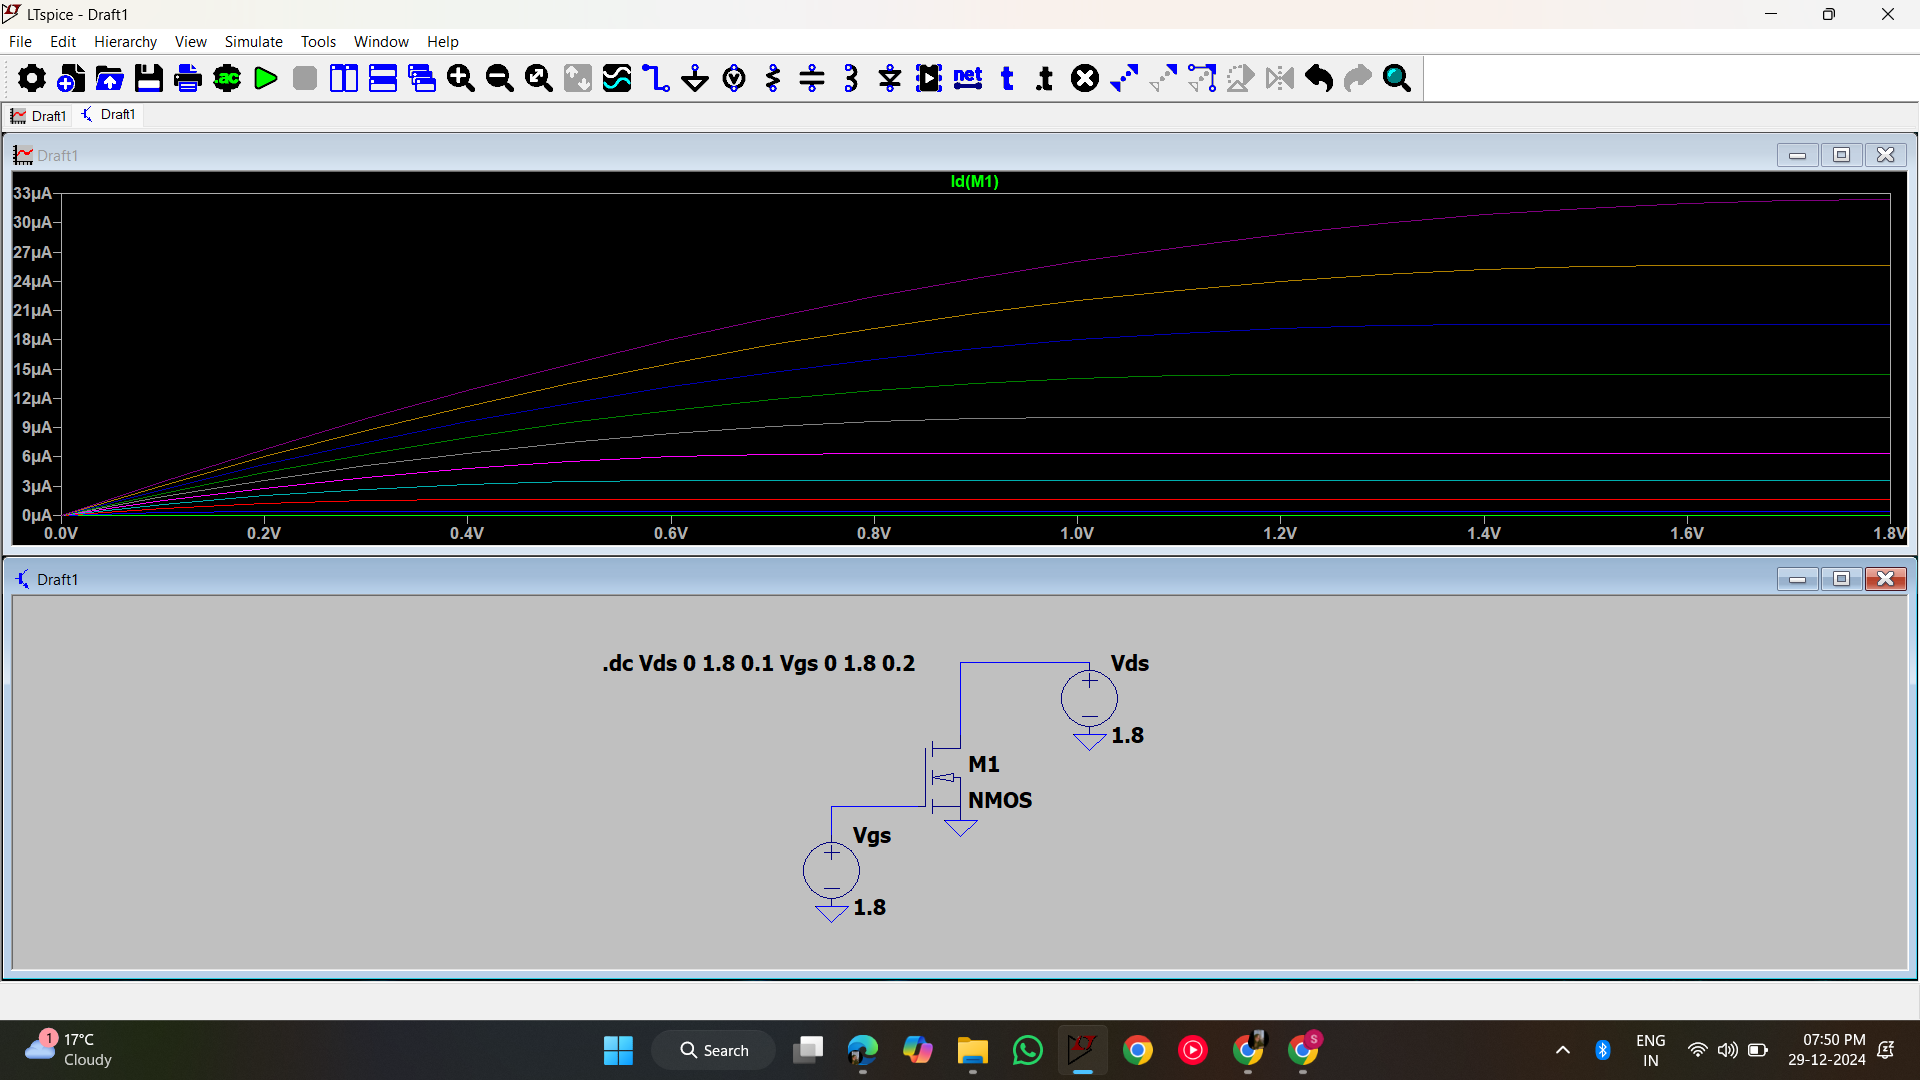 LTspice - Draft1
File Edit Hierarchy View Simulate Tools Window Help
.ac
net t .t
Draft1 Draft1
Draft1
Id(M1)
33µA
30µA
27µA
24µA
21µA
18µA
15µA
12µA
9µA
6µA
3µA
0µA
0.0V 0.2V 0.4V 0.6V 0.8V 1.0V 1.2V 1.4V 1.6V 1.8V
Draft1
.dc Vds 0 1.8 0.1 Vgs 0 1.8 0.2
Vds
1.8
M1
NMOS
Vgs
1.8
1
17°C
Cloudy
Search
S
ENG
IN
07:50 PM
29-12-2024